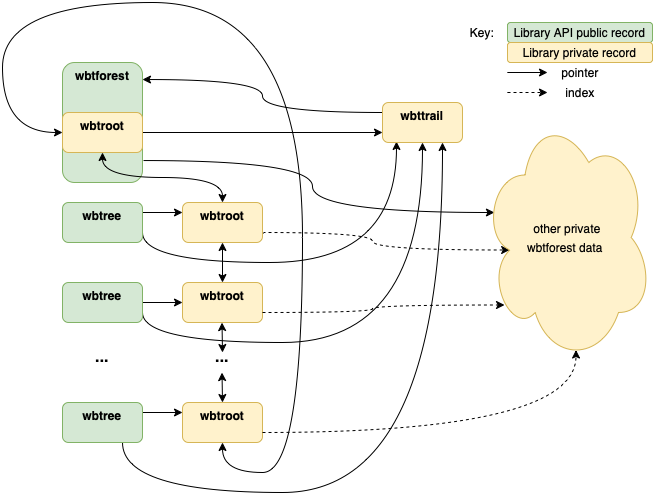 Key:
Library API public record
Library private record
pointer
index
wbtforest
wbtroot
wbttrail
wbtree
wbtroot
other private
wbtforest data
wbtree
wbtroot
...
...
wbtree
wbtroot